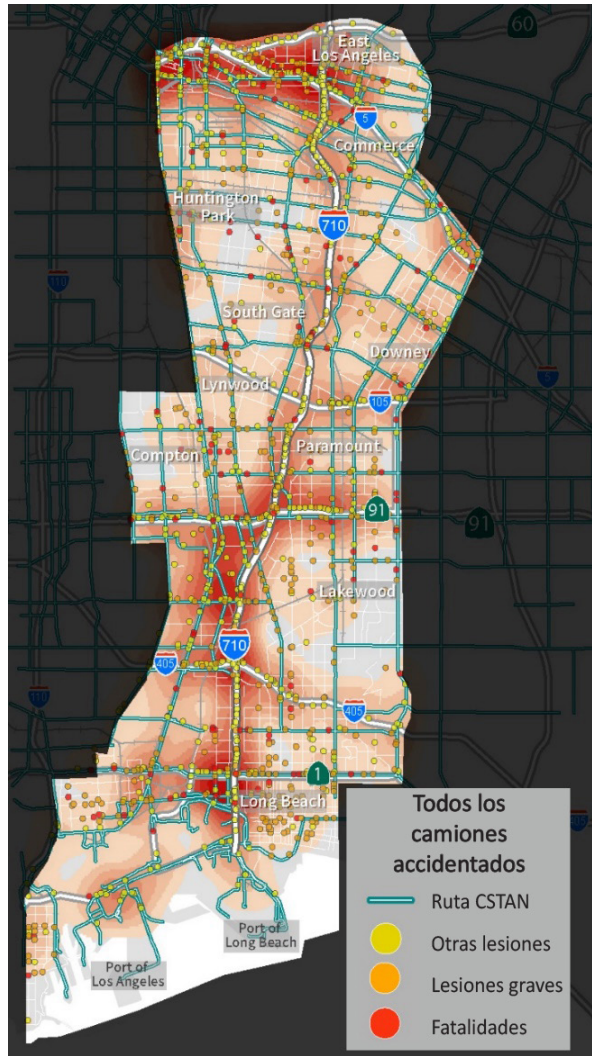 60
East
Los Angeles
5
Commerce
Huntington
Park
710
110
South Gate
Downey
5
Lynwood
105
Compton
Paramount
91
91
Lakewood
710
405
110
405
1
Long Beach
605
Port of
Long Beach
Port of
Los Angeles
Todos los
camiones
accidentados
Ruta CSTAN
Otras lesiones
Lesiones graves
Fatalidades